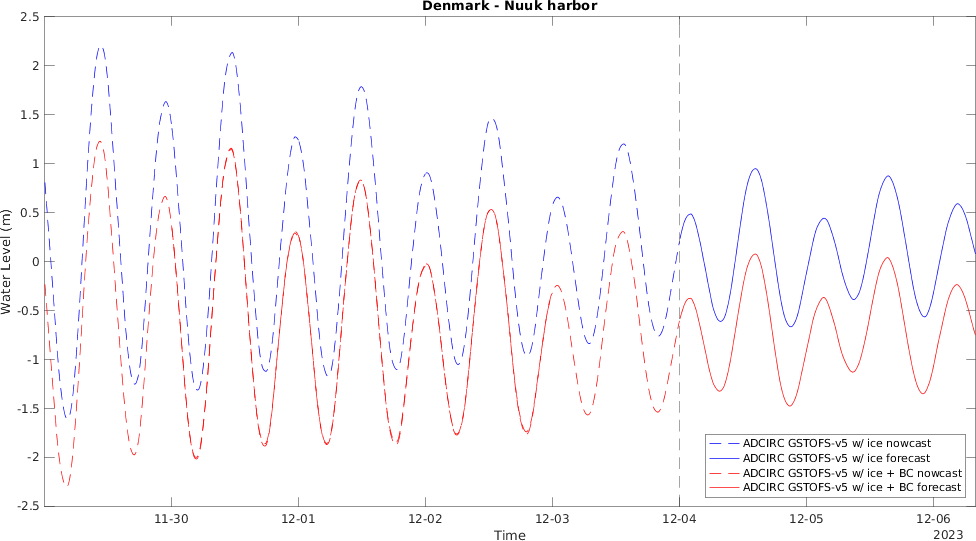 Denmark - Nuuk harbor
2.5
2
1.5
1
0.5
0
-0.5
-1
-1.5
-2
-2.5
Water Level (m)
ADCIRC GSTOFS-v5 w/ ice nowcast
ADCIRC GSTOFS-v5 w/ ice forecast
ADCIRC GSTOFS-v5 w/ ice + BC nowcast
ADCIRC GSTOFS-v5 w/ ice + BC forecast
11-30 12-01 12-02 12-03 12-04 12-05 12-06
Time
2023